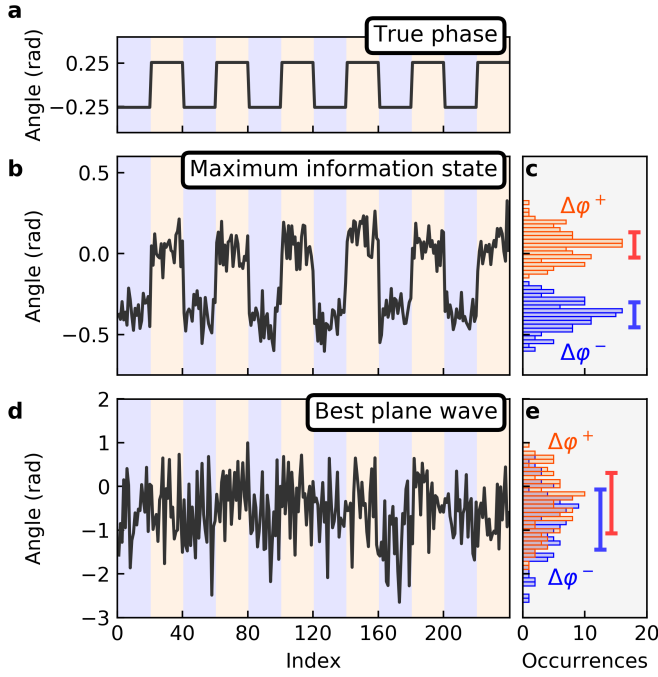 a
True phase
Angle (rad)
0.25
−0.25
b
Maximum information state
Angle (rad)
0.5
0.0
−0.5
c
Δφ⁺
Δφ⁻
d
Best plane wave
Angle (rad)
2
1
0
−1
−2
−3
0 40 80 120 160 200
Index
e
Δφ⁺
Δφ⁻
0 10 20
Occurrences